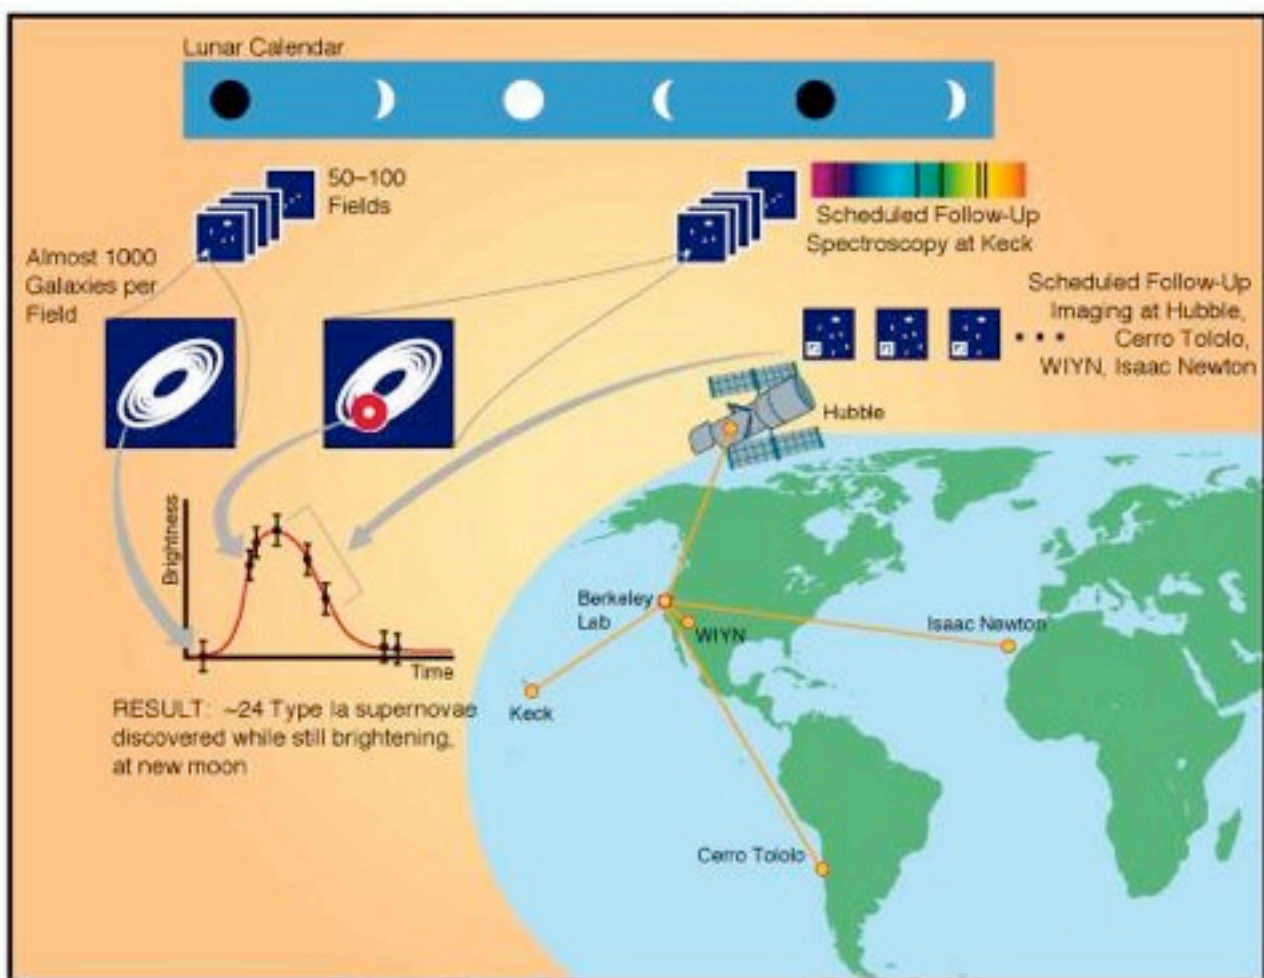 Lunar Calendar
50–100
Fields
Almost 1000
Galaxies per
Field
Scheduled Follow-Up
Spectroscopy at Keck
Scheduled Follow-Up
Imaging at Hubble,
Cerro Tololo,
WIYN, Isaac Newton
Hubble
Brightness
Time
RESULT: ~24 Type Ia supernovae
discovered while still brightening,
at new moon
Berkeley
Lab
WIYN
Isaac Newton
Keck
Cerro Tololo